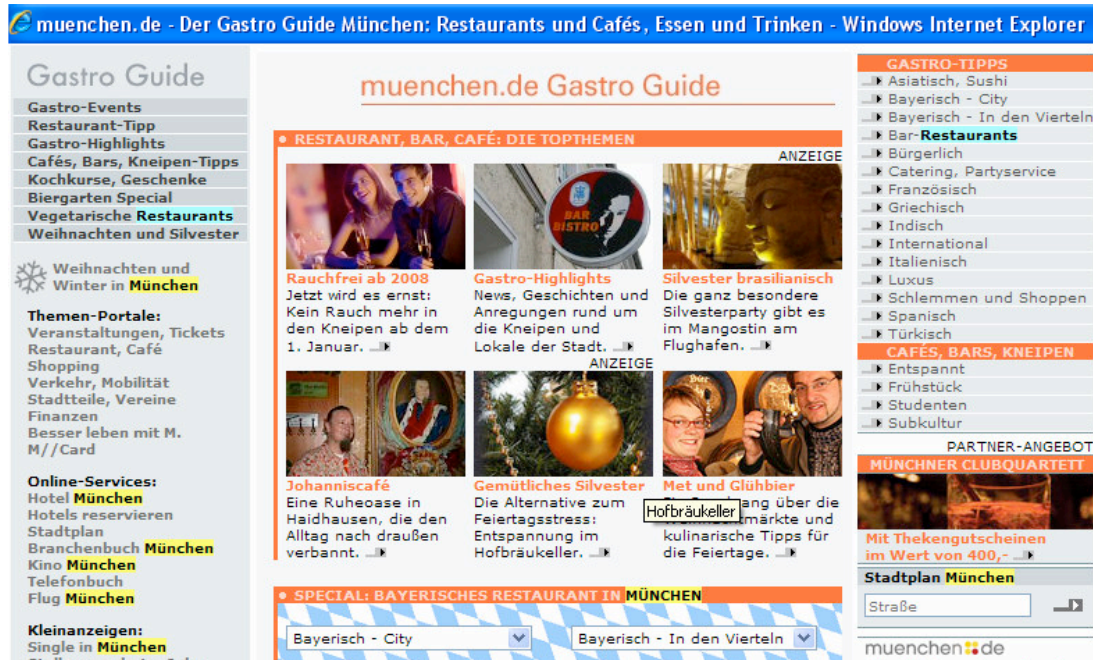 muenchen.de - Der Gastro Guide München: Restaurants und Cafés, Essen und Trinken - Windows Internet Explorer
Gastro Guide
Gastro-Events
Restaurant-Tipp
Gastro-Highlights
Cafés, Bars, Kneipen-Tipps
Kochkurse, Geschenke
Biergarten Special
Vegetarische Restaurants
Weihnachten und Silvester
Weihnachten und
Winter in München
Themen-Portale:
Veranstaltungen, Tickets
Restaurant, Café
Shopping
Verkehr, Mobilität
Stadtteile, Vereine
Finanzen
Besser leben mit M.
M//Card
Online-Services:
Hotel München
Hotels reservieren
Stadtplan
Branchenbuch München
Kino München
Telefonbuch
Flug München
Kleinanzeigen:
Single in München
muenchen.de Gastro Guide
RESTAURANT, BAR, CAFÉ: DIE TOPTHEMEN
ANZEIGE
BAR
BISTRO
Rauchfrei ab 2008
Jetzt wird es ernst:
Kein Rauch mehr in
den Kneipen ab dem
1. Januar.
Gastro-Highlights
News, Geschichten und
Anregungen rund um
die Kneipen und
Lokale der Stadt.
Silvester brasilianisch
Die ganz besondere
Silvesterparty gibt es
im Mangostin am
Flughafen.
ANZEIGE
Johanniscafé
Eine Ruheoase in
Haidhausen, die den
Alltag nach draußen
verbannt.
Gemütliches Silvester
Die Alternative zum
Feiertagsstress:
Entspannung im
Hofbräukeller.
Hofbräukeller
Met und Glühbier
über die
und
kulinarische Tipps für
die Feiertage.
SPECIAL: BAYERISCHES RESTAURANT IN MÜNCHEN
Bayerisch - City
Bayerisch - In den Vierteln
GASTRO-TIPPS
Asiatisch, Sushi
Bayerisch - City
Bayerisch - In den Vierteln
Bar-Restaurants
Bürgerlich
Catering, Partyservice
Französisch
Griechisch
Indisch
International
Italienisch
Luxus
Schlemmen und Shoppen
Spanisch
Türkisch
CAFÉS, BARS, KNEIPEN
Entspannt
Frühstück
Studenten
Subkultur
PARTNER-ANGEBOT
MÜNCHNER CLUBQUARTETT
Mit Thekengutscheinen
im Wert von 400,-
Stadtplan München
Straße
muenchen.de